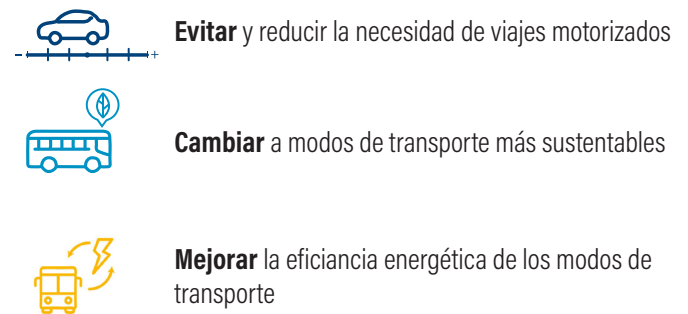 Evitar y reducir la necesidad de viajes motorizados
Cambiar a modos de transporte más sustentables
Mejorar la eficiancia energética de los modos de
transporte